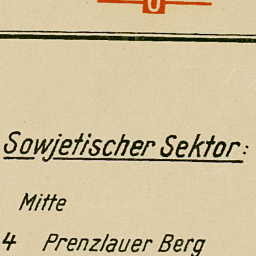 U
Sowjetischer Sektor:
Mitte
4 Prenzlauer Berg